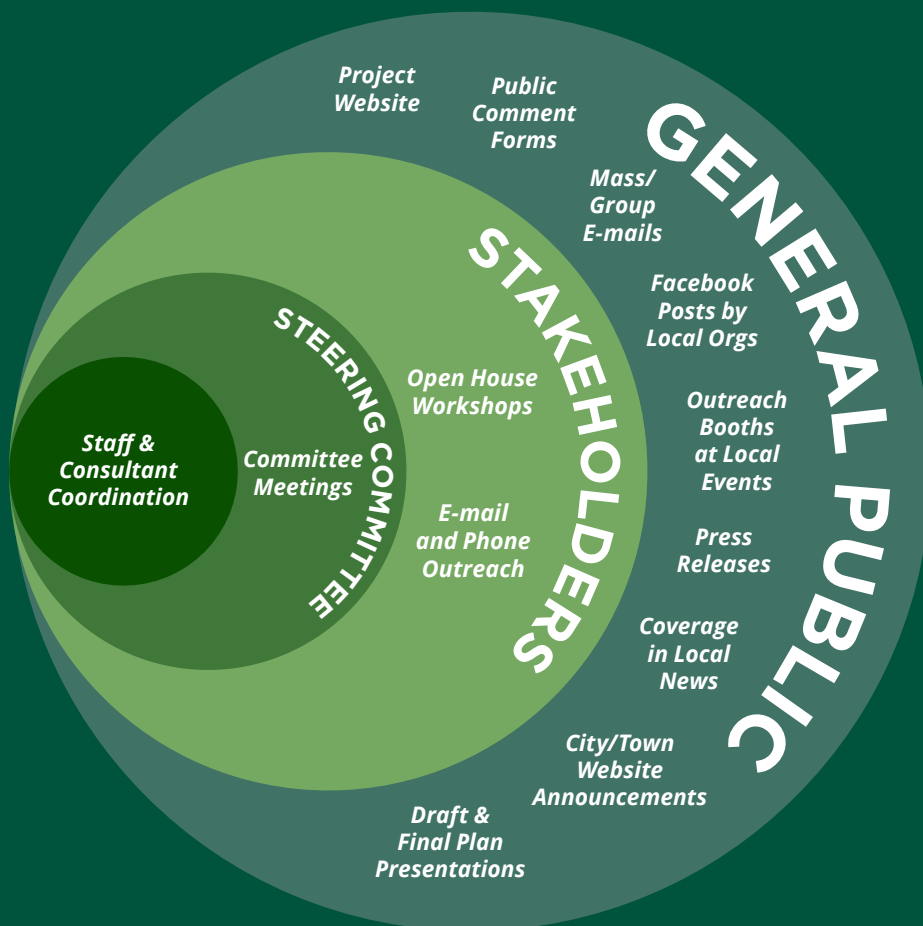 Project
Website
Public
Comment
Forms
GENERAL PUBLIC
Mass/
Group
E-mails
STAKEHOLDERS
Facebook
Posts by
Local Orgs
STEERING COMMITTEE
Open House
Workshops
Outreach
Booths
at Local
Events
Staff &
Consultant
Coordination
Committee
Meetings
E-mail
and Phone
Outreach
Press
Releases
Coverage
in Local
News
City/Town
Website
Announcements
Draft &
Final Plan
Presentations